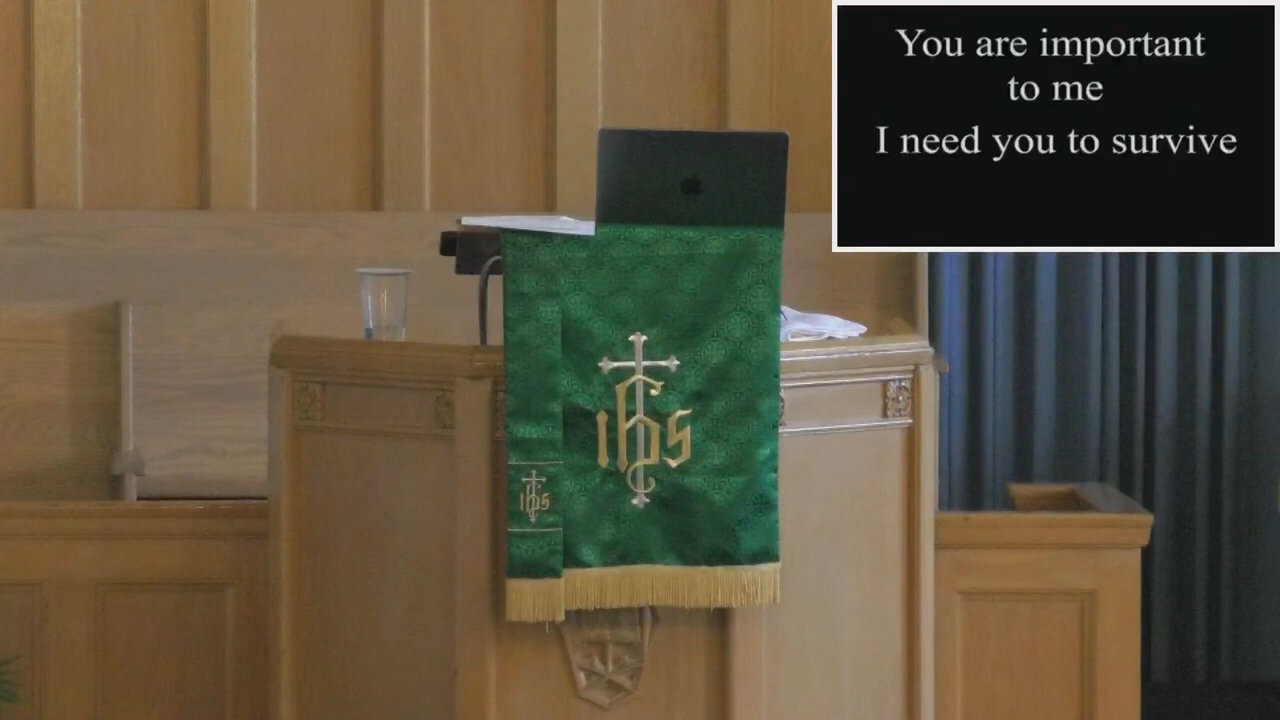 You are important
to me
I need you to survive
IHS
IHS